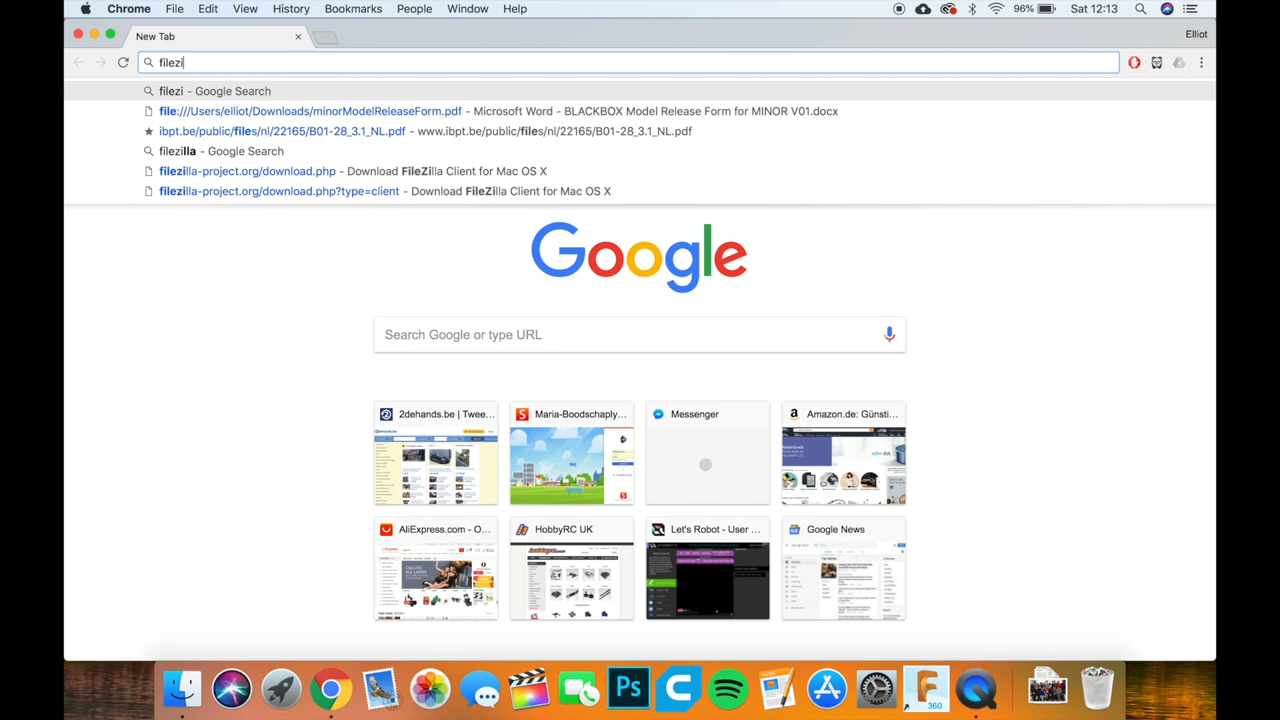 Chrome File Edit View History Bookmarks People Window Help 96% Sat 12:13
New Tab Elliot
filezi
filezi - Google Search
file:///Users/elliot/Downloads/minorModelReleaseForm.pdf - Microsoft Word - BLACKBOX Model Release Form for MINOR V01.docx
ibpt.be/public/files/nl/22165/B01-28_3.1_NL.pdf - www.ibpt.be/public/files/nl/22165/B01-28_3.1_NL.pdf
filezilla - Google Search
filezilla-project.org/download.php - Download FileZilla Client for Mac OS X
filezilla-project.org/download.php?type=client - Download FileZilla Client for Mac OS X
Google
Search Google or type URL
2dehands.be | Twee... Maria-Boodschaply... Messenger Amazon.de: Günsti...
AliExpress.com - O... HobbyRC UK Let's Robot - User ... Google News
Ps
360